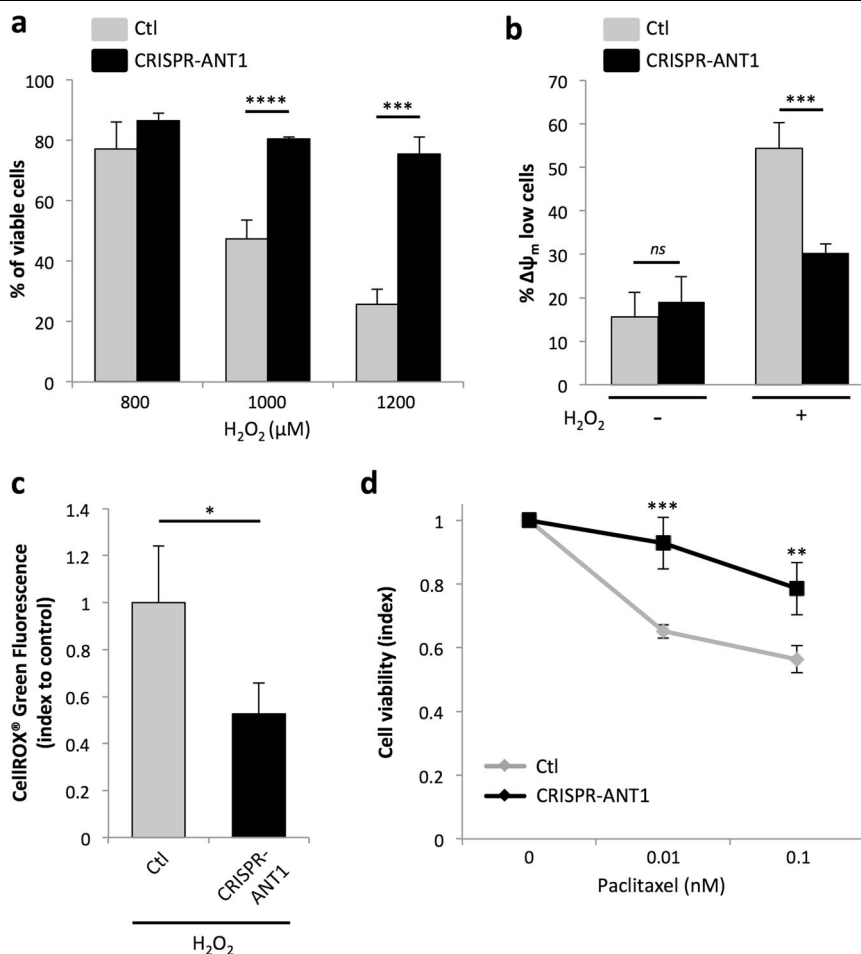 a
Ctl
CRISPR-ANT1
% of viable cells
100
80
60
40
20
0
****
***
800
1000
1200
H₂O₂ (µM)
b
Ctl
CRISPR-ANT1
% ΔΨm low cells
70
60
50
40
30
20
10
0
ns
***
H₂O₂
-
+
c
CellROX® Green Fluorescence
(index to control)
1.4
1.2
1
0.8
0.6
0.4
0.2
0
*
Ctl
CRISPR-
ANT1
H₂O₂
d
Cell viability (index)
1
0.8
0.6
0.4
0.2
0
***
**
Ctl
CRISPR-ANT1
0
0.01
0.1
Paclitaxel (nM)